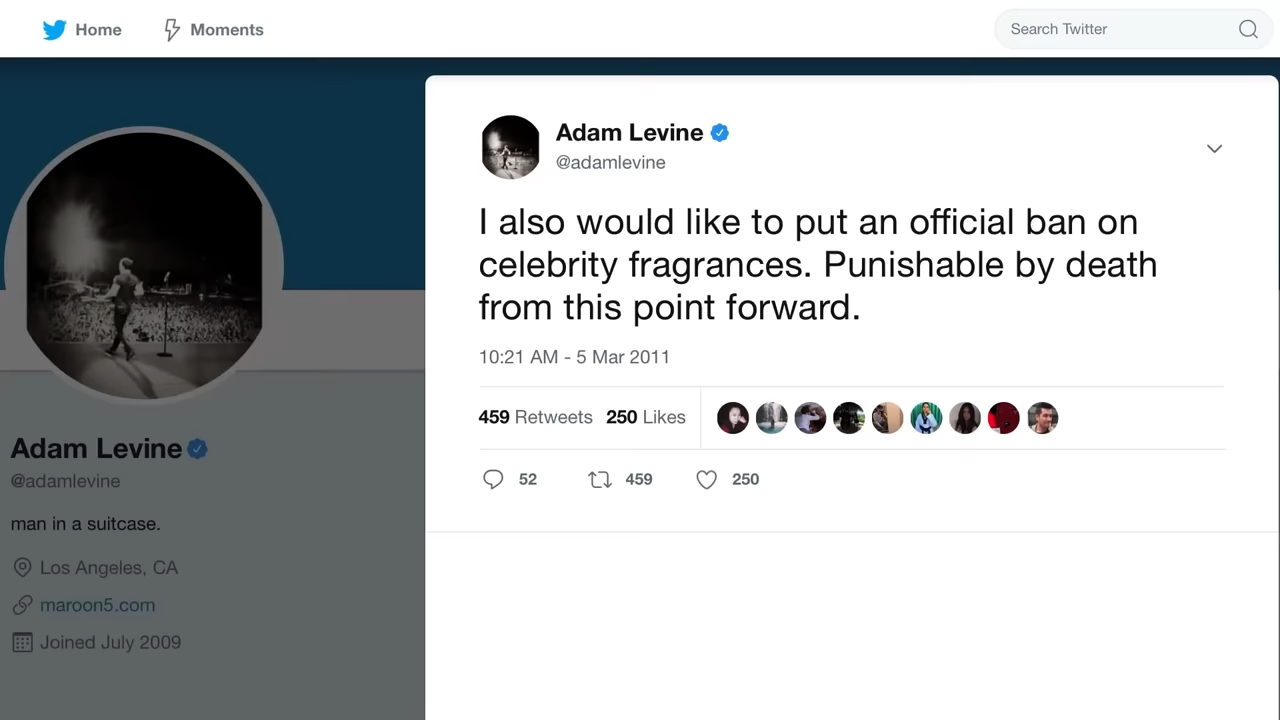 Home
Moments
Search Twitter
Adam Levine
@adamlevine
I also would like to put an official ban on
celebrity fragrances. Punishable by death
from this point forward.
10:21 AM - 5 Mar 2011
459 Retweets 250 Likes
52 459 250
Adam Levine
@adamlevine
man in a suitcase.
Los Angeles, CA
maroon5.com
Joined July 2009